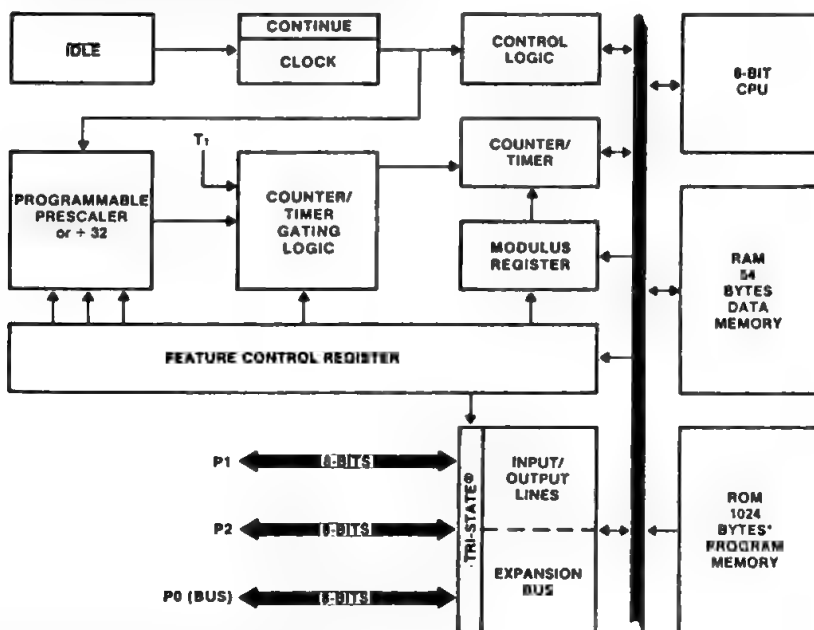 IDLE
CONTINUE
CLOCK
CONTROL
LOGIC
8-BIT
CPU
T1
PROGRAMMABLE
PRESCALER
or ÷ 32
COUNTER/
TIMER
GATING
LOGIC
COUNTER/
TIMER
MODULUS
REGISTER
RAM
64
BYTES
DATA
MEMORY
FEATURE CONTROL REGISTER
P1
8-BITS
P2
8-BITS
P0 (BUS)
8-BITS
TRI-STATE®
INPUT/
OUTPUT
LINES
EXPANSION
BUS
ROM
1024
BYTES*
PROGRAM
MEMORY